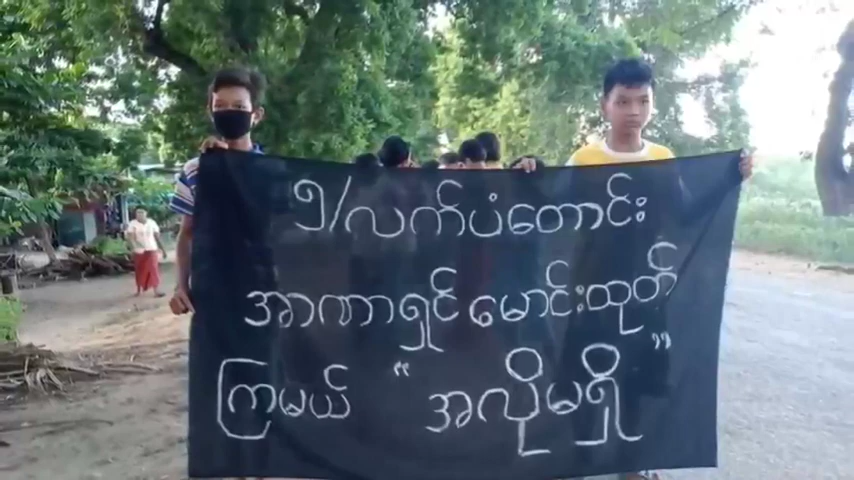 ၅/လက်ပံတောင်း
အာဏာရှင်မောင်းထုတ်
ကြမယ် “အလိုမရှိ”